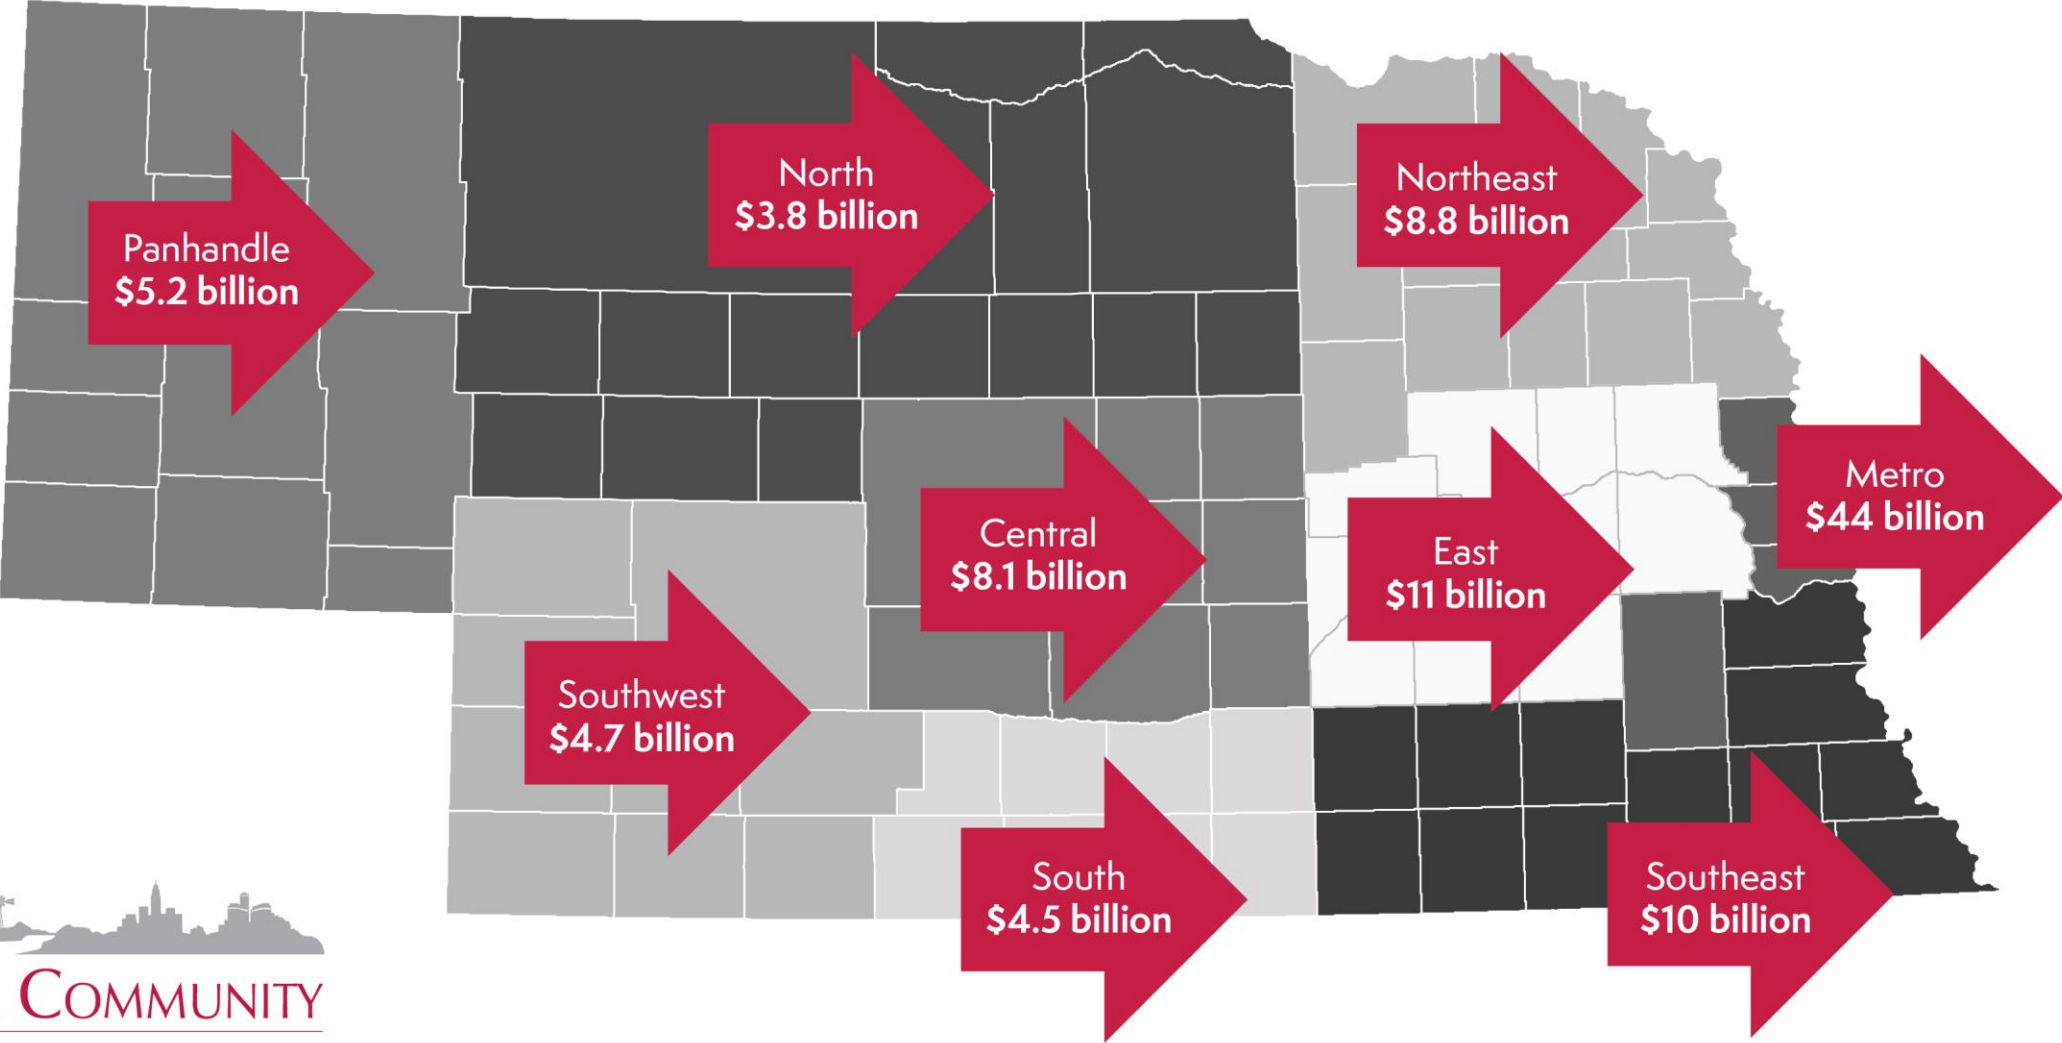 North
$3.8 billion
Northeast
$8.8 billion
Panhandle
$5.2 billion
Metro
$44 billion
Central
$8.1 billion
East
$11 billion
Southwest
$4.7 billion
South
$4.5 billion
Southeast
$10 billion
COMMUNITY